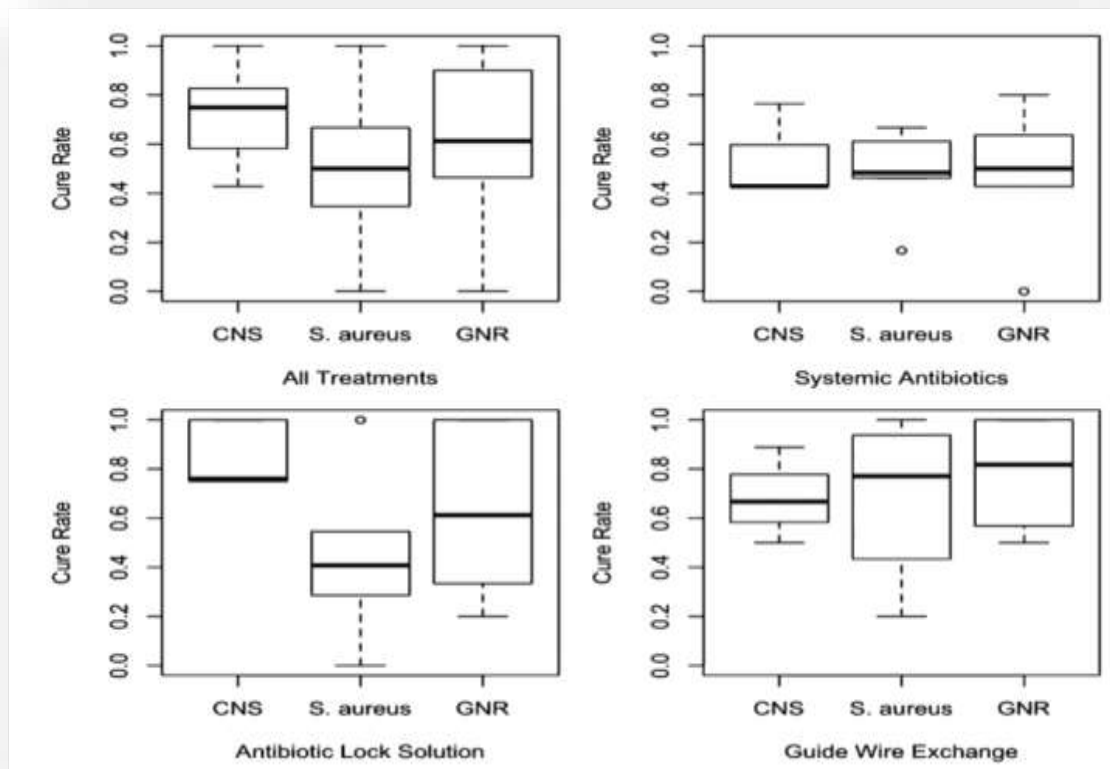 Cure Rate
1.0
0.8
0.6
0.4
0.2
0.0
CNS S. aureus GNR
All Treatments
Cure Rate
1.0
0.8
0.6
0.4
0.2
0.0
CNS S. aureus GNR
Systemic Antibiotics
Cure Rate
1.0
0.8
0.6
0.4
0.2
0.0
CNS S. aureus GNR
Antibiotic Lock Solution
Cure Rate
1.0
0.8
0.6
0.4
0.2
0.0
CNS S. aureus GNR
Guide Wire Exchange